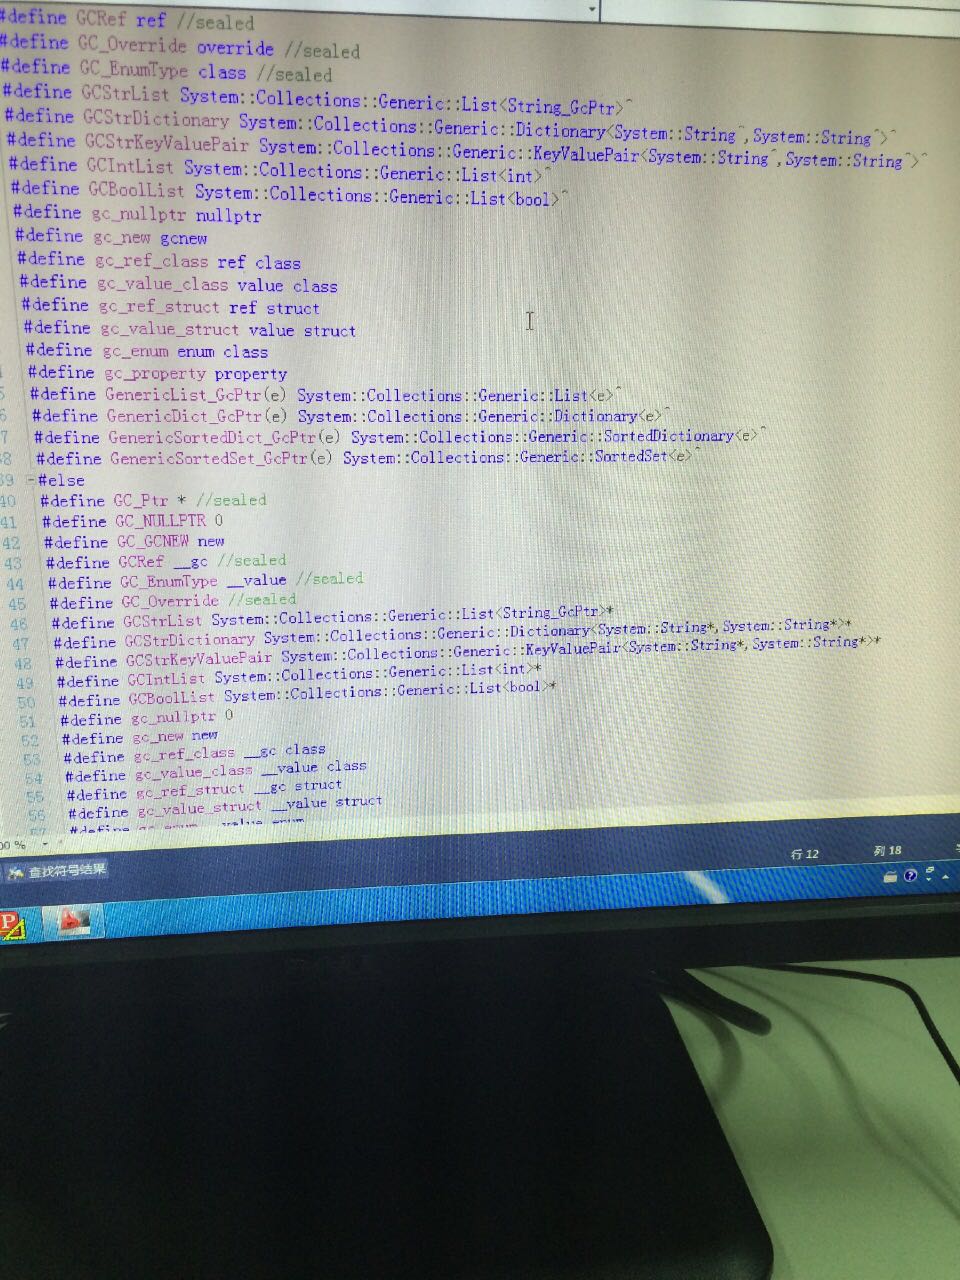 #define GCRef ref //sealed
#define GC_Override override //sealed
#define GC_EnumType class //sealed
#define GCStrList System::Collections::Generic::List<String_GcPtr>^
#define GCStrDictionary System::Collections::Generic::Dictionary<System::String^,System::String^>^
#define GCStrKeyValuePair System::Collections::Generic::KeyValuePair<System::String^,System::String^>^
#define GCIntList System::Collections::Generic::List<int>^
#define GCBoolList System::Collections::Generic::List<bool>^
#define gc_nullptr nullptr
#define gc_new gcnew
#define gc_ref_class ref class
#define gc_value_class value class
#define gc_ref_struct ref struct
#define gc_value_struct value struct
#define gc_enum enum class
#define gc_property property
#define GenericList_GcPtr(e) System::Collections::Generic::List<e>^
#define GenericDict_GcPtr(e) System::Collections::Generic::Dictionary<e>^
7 #define GenericSortedDict_GcPtr(e) System::Collections::Generic::SortedDictionary<e>^
38 #define GenericSortedSet_GcPtr(e) System::Collections::Generic::SortedSet<e>^
39 #else
40 #define GC_Ptr * //sealed
41 #define GC_NULLPTR 0
42 #define GC_GCNEW new
43 #define GCRef __gc //sealed
44 #define GC_EnumType __value //sealed
45 #define GC_Override //sealed
46 #define GCStrList System::Collections::Generic::List<String_GcPtr>*
47 #define GCStrDictionary System::Collections::Generic::Dictionary<System::String*,System::String*>*
48 #define GCStrKeyValuePair System::Collections::Generic::KeyValuePair<System::String*,System::String*>*
49 #define GCIntList System::Collections::Generic::List<int>*
50 #define GCBoolList System::Collections::Generic::List<bool>*
51 #define gc_nullptr 0
52 #define gc_new new
53 #define gc_ref_class __gc class
54 #define gc_value_class __value class
55 #define gc_ref_struct __gc struct
56 #define gc_value_struct __value struct
57 #define gc_enum __value enum
00 %
行 12 列 18
查找符号结果